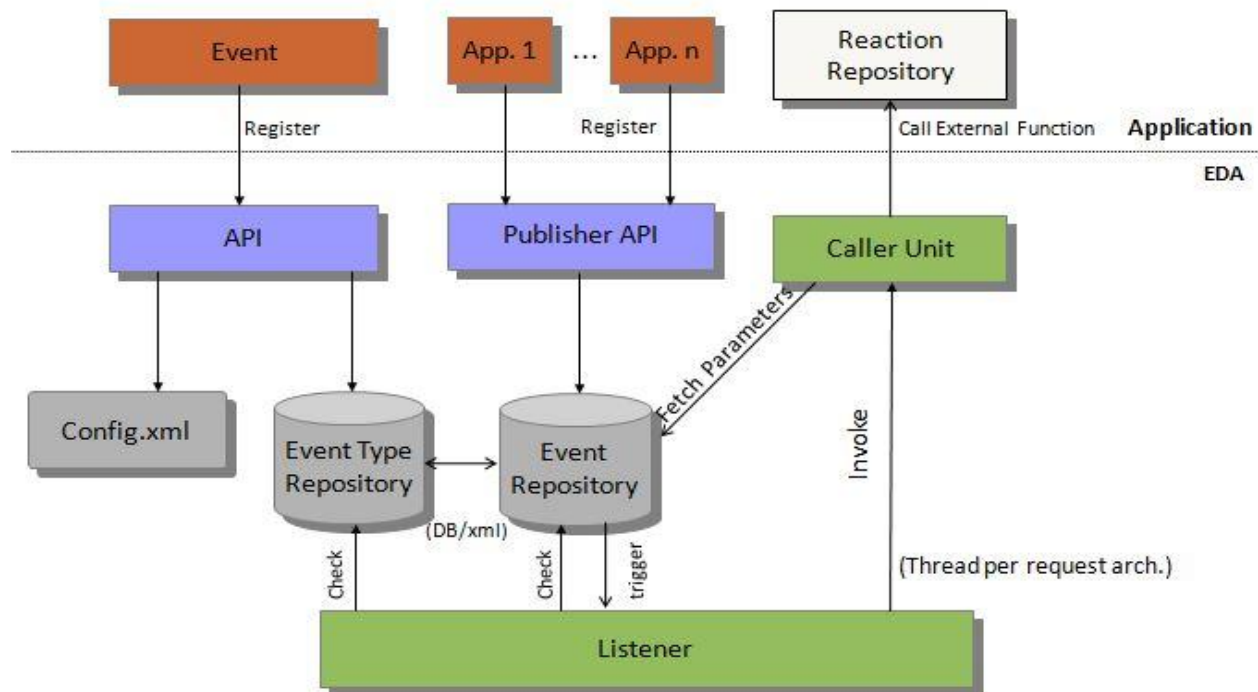 Event
App. 1
...
App. n
Reaction
Repository
Register
Register
Call External Function
Application
EDA
API
Publisher API
Caller Unit
Fetch Parameters
Config.xml
Event Type
Repository
Event
Repository
Invoke
(DB/xml)
Check
Check
trigger
(Thread per request arch.)
Listener